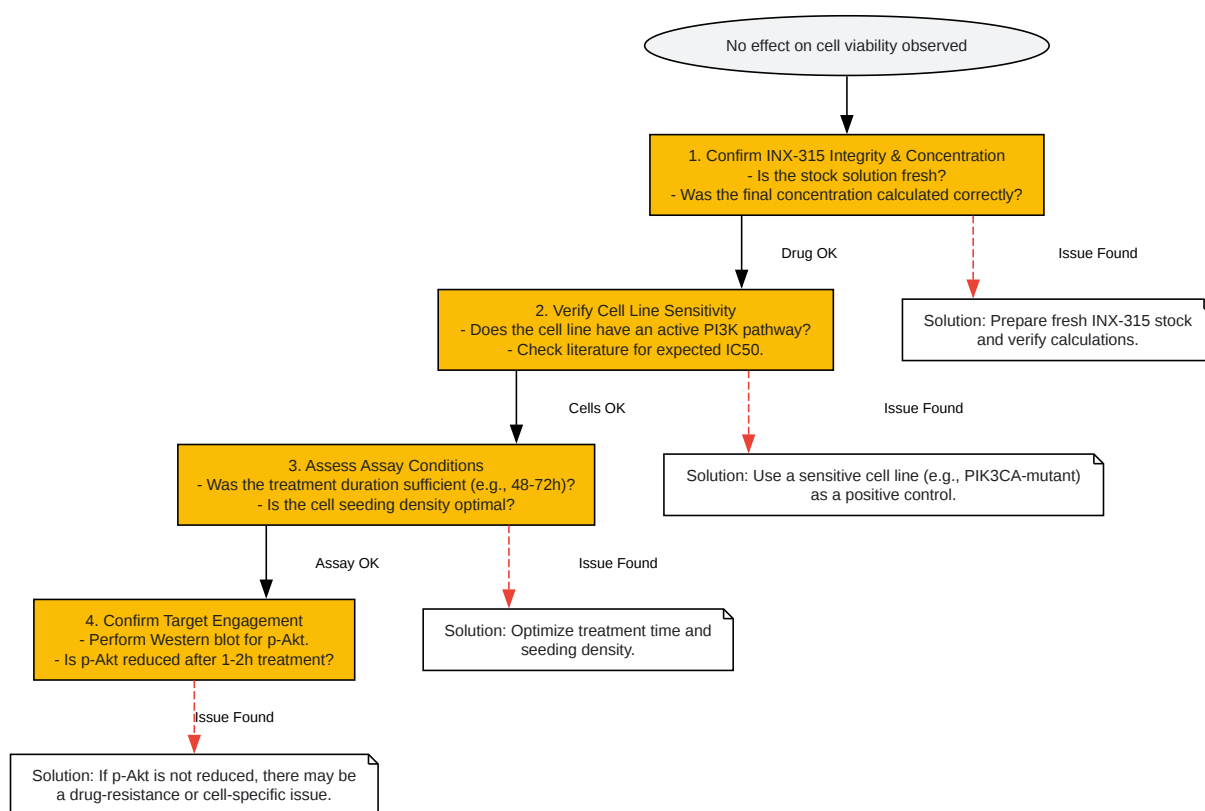 No effect on cell viability observed
1. Confirm INX-315 Integrity & Concentration
- Is the stock solution fresh?
- Was the final concentration calculated correctly?
Drug OK
Issue Found
2. Verify Cell Line Sensitivity
- Does the cell line have an active PI3K pathway?
- Check literature for expected IC50.
Solution: Prepare fresh INX-315 stock
and verify calculations.
Cells OK
Issue Found
3. Assess Assay Conditions
- Was the treatment duration sufficient (e.g., 48-72h)?
- Is the cell seeding density optimal?
Solution: Use a sensitive cell line (e.g., PIK3CA-mutant)
as a positive control.
Assay OK
Issue Found
4. Confirm Target Engagement
- Perform Western blot for p-Akt.
- Is p-Akt reduced after 1-2h treatment?
Solution: Optimize treatment time and
seeding density.
Issue Found
Solution: If p-Akt is not reduced, there may be
a drug-resistance or cell-specific issue.